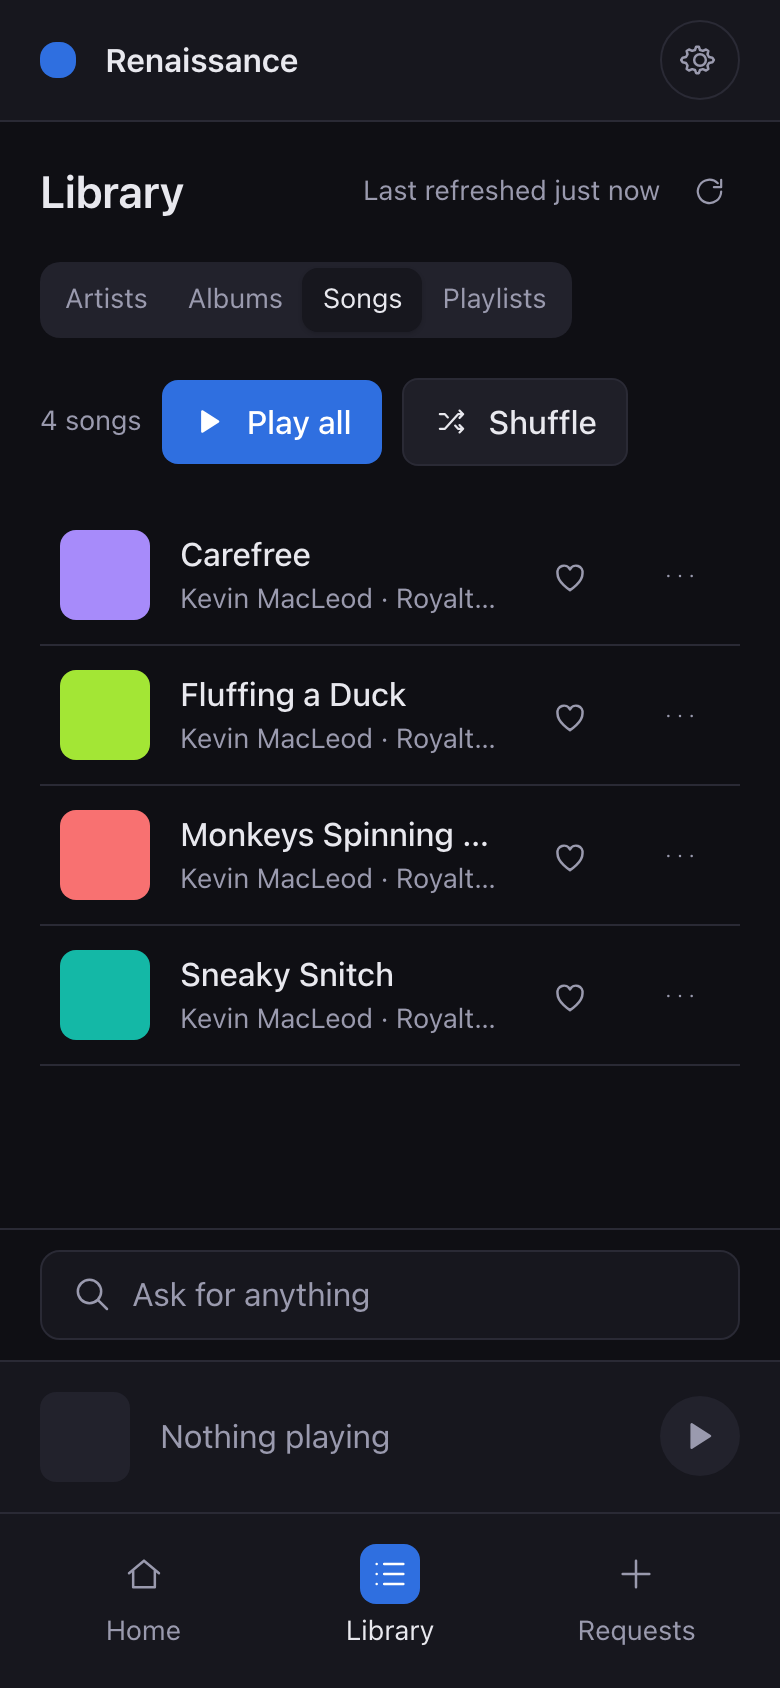 Renaissance
Library
Last refreshed just now
Artists
Albums
Songs
Playlists
4 songs
Play all
Shuffle
Carefree
Kevin MacLeod · Royalt...
Fluffing a Duck
Kevin MacLeod · Royalt...
Monkeys Spinning ...
Kevin MacLeod · Royalt...
Sneaky Snitch
Kevin MacLeod · Royalt...
Ask for anything
Nothing playing
Home
Library
Requests